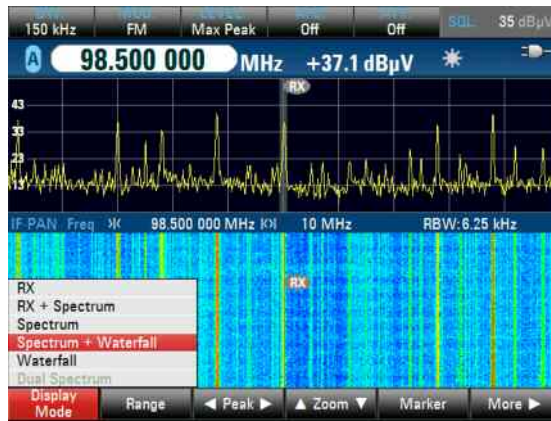 150 kHz FM Max Peak Off Off SQL 35 dBµV
A 98.500 000 MHz +37.1 dBµV
RX
43
33
23
13
IF PAN Freq 98.500 000 MHz 10 MHz RBW: 6.25 kHz
RX
RX
RX + Spectrum
Spectrum
Spectrum + Waterfall
Waterfall
Dual Spectrum
Display Mode Range ◄ Peak ► ▲ Zoom ▼ Marker More ►